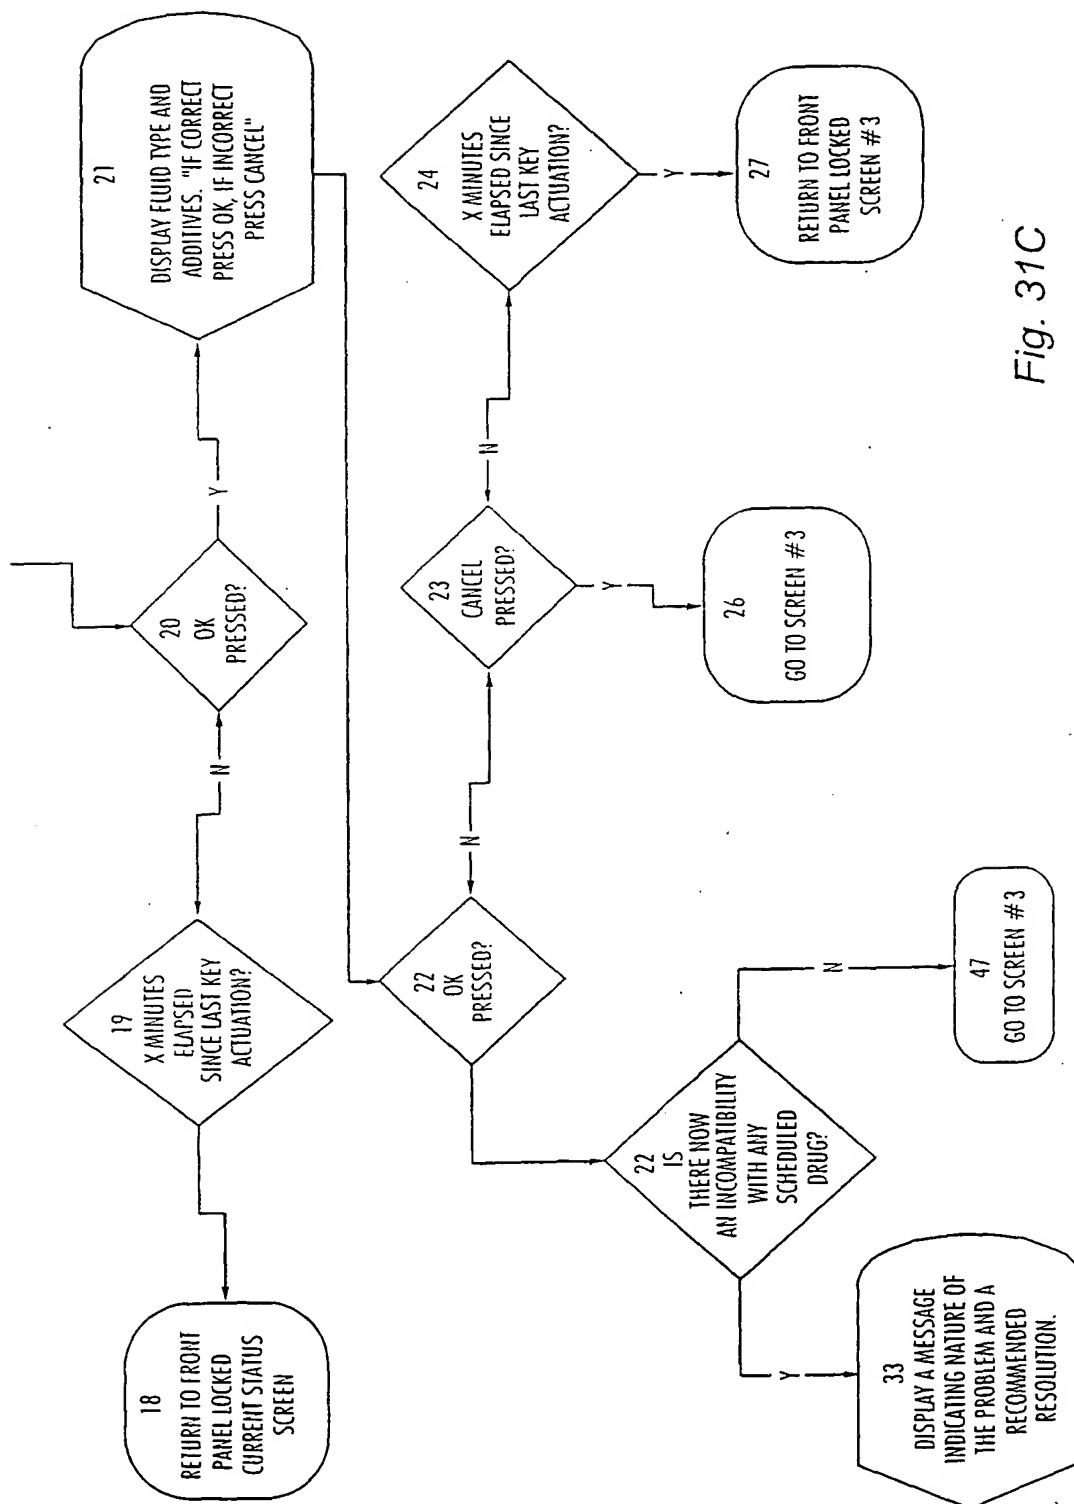 18
RETURN TO FRONT
PANEL LOCKED
CURRENT STATUS
SCREEN
19
X MINUTES
ELAPSED
SINCE LAST KEY
ACTUATION?
N
20
OK
PRESSED?
Y
21
DISPLAY FLUID TYPE AND
ADDITIVES. "IF CORRECT
PRESS OK, IF INCORRECT
PRESS CANCEL"
22
OK
PRESSED?
N
23
CANCEL
PRESSED?
N
24
X MINUTES
ELAPSED SINCE
LAST KEY
ACTUATION?
Y
27
RETURN TO FRONT
PANEL LOCKED
SCREEN #3
Y
26
GO TO SCREEN #3
22
IS
THERE NOW
AN INCOMPATIBILITY
WITH ANY
SCHEDULED
DRUG?
N
47
GO TO SCREEN #3
Y
33
DISPLAY A MESSAGE
INDICATING NATURE OF
THE PROBLEM AND A
RECOMMENDED
RESOLUTION.
Fig. 31C